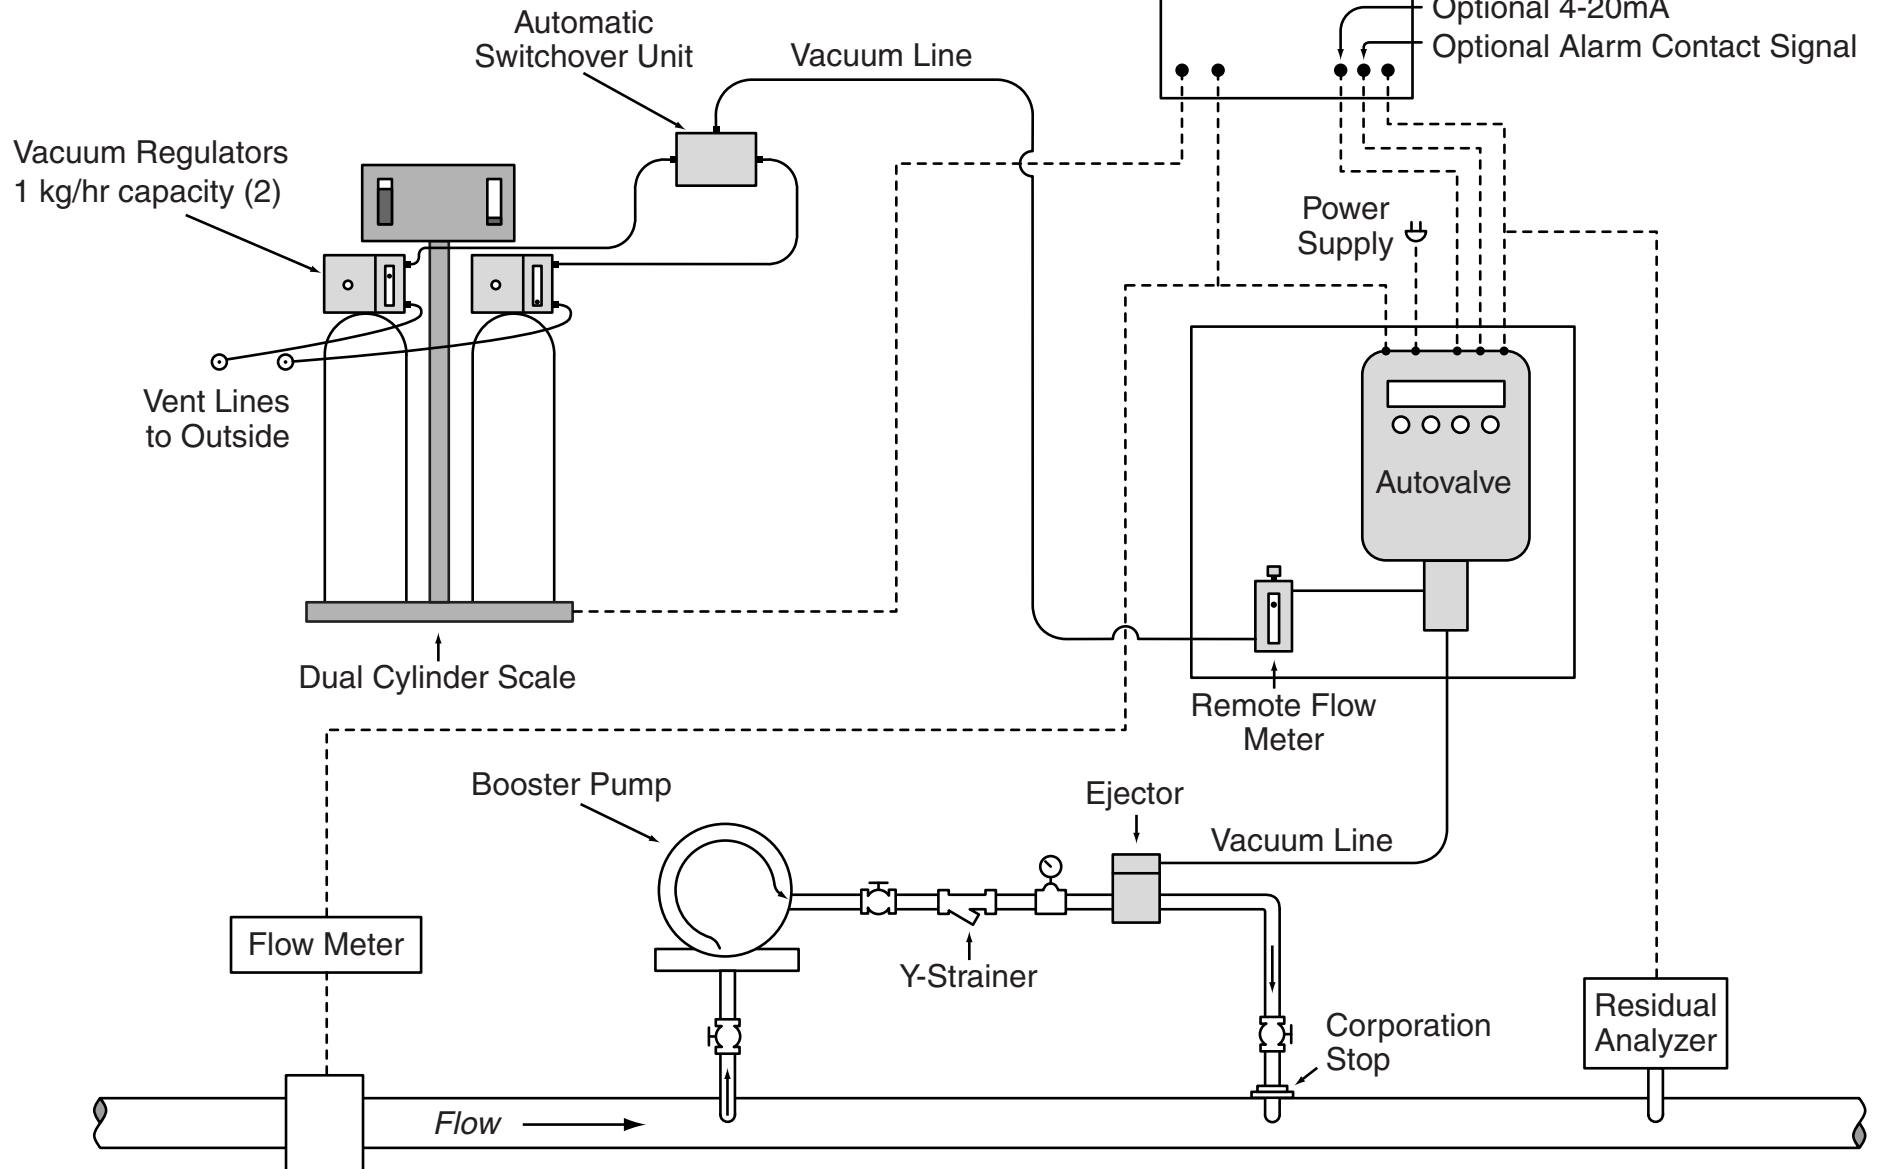 Optional 4-20mA
Optional Alarm Contact Signal
Automatic
Switchover Unit
Vacuum Line
Vacuum Regulators
1 kg/hr capacity (2)
Power
Supply
Vent Lines
to Outside
Autovalve
Dual Cylinder Scale
Remote Flow
Meter
Booster Pump
Ejector
Vacuum Line
Flow Meter
Y-Strainer
Residual
Analyzer
Corporation
Stop
Flow